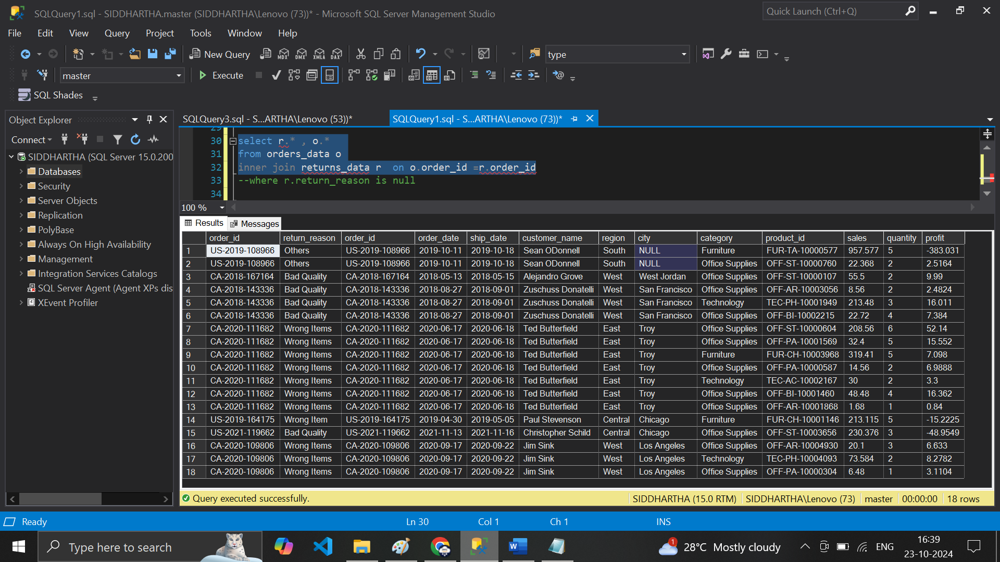 SQLQuery1.sql - SIDDHARTHA.master (SIDDHARTHA\Lenovo (73))* - Microsoft SQL Server Management Studio
Quick Launch (Ctrl+Q)
File Edit View Query Project Tools Window Help
New Query MDX DMX XMLA DAX type
master Execute
SQL Shades
Object Explorer
Connect
SIDDHARTHA (SQL Server 15.0.200
Databases
Security
Server Objects
Replication
PolyBase
Always On High Availability
Management
Integration Services Catalogs
SQL Server Agent (Agent XPs dis
XEvent Profiler
SQLQuery3.sql - S...ARTHA\Lenovo (53))* SQLQuery1.sql - S...ARTHA\Lenovo (73))*
29
30 select r.* , o.*
31 from orders_data o
32 inner join returns_data r  on o.order_id =r.order_id
33 --where r.return_reason is null
34
100 %
Results Messages
order_id return_reason order_id order_date ship_date customer_name region city category product_id sales quantity profit
1 US-2019-108966 Others US-2019-108966 2019-10-11 2019-10-18 Sean ODonnell South NULL Furniture FUR-TA-10000577 957.577 5 -383.031
2 US-2019-108966 Others US-2019-108966 2019-10-11 2019-10-18 Sean ODonnell South NULL Office Supplies OFF-ST-10000760 22.368 2 2.5164
3 CA-2018-167164 Bad Quality CA-2018-167164 2018-05-13 2018-05-15 Alejandro Grove West West Jordan Office Supplies OFF-ST-10000107 55.5 2 9.99
4 CA-2018-143336 Bad Quality CA-2018-143336 2018-08-27 2018-09-01 Zuschuss Donatelli West San Francisco Office Supplies OFF-AR-10003056 8.56 2 2.4824
5 CA-2018-143336 Bad Quality CA-2018-143336 2018-08-27 2018-09-01 Zuschuss Donatelli West San Francisco Technology TEC-PH-10001949 213.48 3 16.011
6 CA-2018-143336 Bad Quality CA-2018-143336 2018-08-27 2018-09-01 Zuschuss Donatelli West San Francisco Office Supplies OFF-BI-10002215 22.72 4 7.384
7 CA-2020-111682 Wrong Items CA-2020-111682 2020-06-17 2020-06-18 Ted Butterfield East Troy Office Supplies OFF-ST-10000604 208.56 6 52.14
8 CA-2020-111682 Wrong Items CA-2020-111682 2020-06-17 2020-06-18 Ted Butterfield East Troy Office Supplies OFF-PA-10001569 32.4 5 15.552
9 CA-2020-111682 Wrong Items CA-2020-111682 2020-06-17 2020-06-18 Ted Butterfield East Troy Furniture FUR-CH-10003968 319.41 5 7.098
10 CA-2020-111682 Wrong Items CA-2020-111682 2020-06-17 2020-06-18 Ted Butterfield East Troy Office Supplies OFF-PA-10000587 14.56 2 6.9888
11 CA-2020-111682 Wrong Items CA-2020-111682 2020-06-17 2020-06-18 Ted Butterfield East Troy Technology TEC-AC-10002167 30 2 3.3
12 CA-2020-111682 Wrong Items CA-2020-111682 2020-06-17 2020-06-18 Ted Butterfield East Troy Office Supplies OFF-BI-10001460 48.48 4 16.362
13 CA-2020-111682 Wrong Items CA-2020-111682 2020-06-17 2020-06-18 Ted Butterfield East Troy Office Supplies OFF-AR-10001868 1.68 1 0.84
14 US-2019-164175 Wrong Item US-2019-164175 2019-04-30 2019-05-05 Paul Stevenson Central Chicago Furniture FUR-CH-10001146 213.115 5 -15.2225
15 US-2021-119662 Bad Quality US-2021-119662 2021-11-13 2021-11-16 Christopher Schild Central Chicago Office Supplies OFF-ST-10003656 230.376 3 -48.9549
16 CA-2020-109806 Wrong Items CA-2020-109806 2020-09-17 2020-09-22 Jim Sink West Los Angeles Office Supplies OFF-AR-10004930 20.1 3 6.633
17 CA-2020-109806 Wrong Items CA-2020-109806 2020-09-17 2020-09-22 Jim Sink West Los Angeles Technology TEC-PH-10004093 73.584 2 8.2782
18 CA-2020-109806 Wrong Items CA-2020-109806 2020-09-17 2020-09-22 Jim Sink West Los Angeles Office Supplies OFF-PA-10000304 6.48 1 3.1104
Query executed successfully. SIDDHARTHA (15.0 RTM) SIDDHARTHA\Lenovo (73) master 00:00:00 18 rows
Ready Ln 30 Col 1 Ch 1 INS
Type here to search 1 28°C Mostly cloudy ENG 16:39
23-10-2024